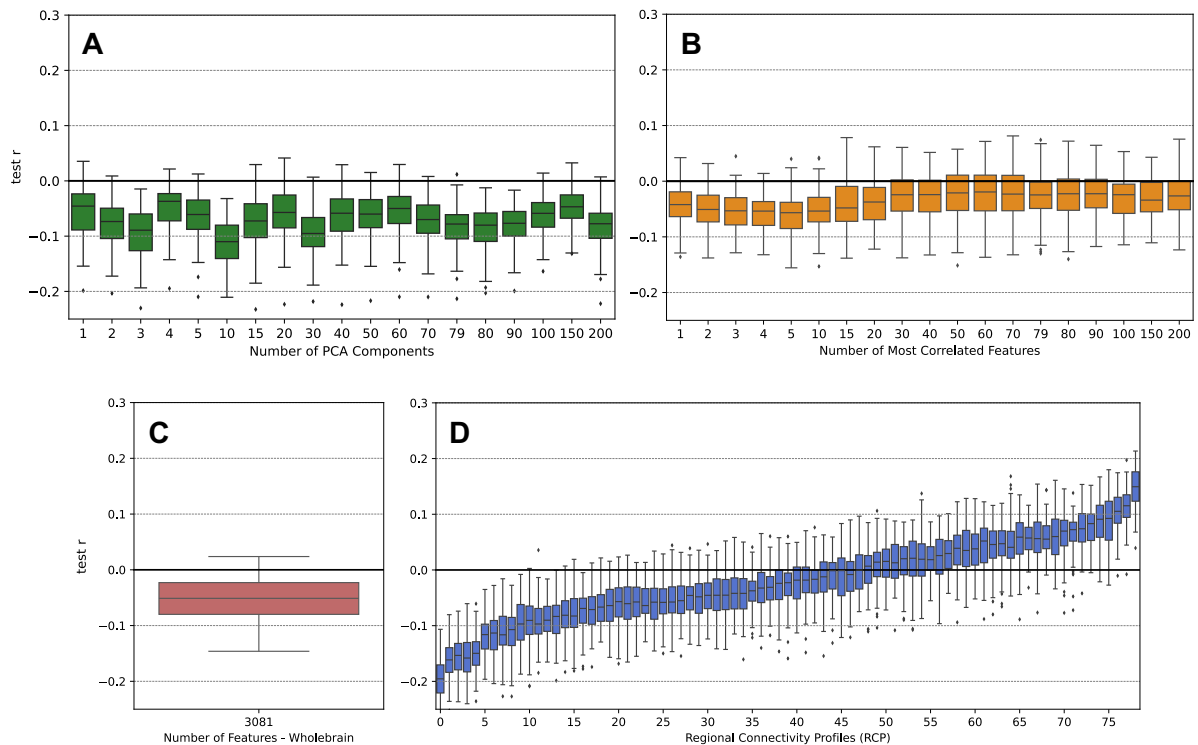 A
0.3
0.2
0.1
0.0
−0.1
−0.2
test r
1 2 3 4 5 10 15 20 30 40 50 60 70 79 80 90 100 150 200
Number of PCA Components
B
0.3
0.2
0.1
0.0
−0.1
−0.2
1 2 3 4 5 10 15 20 30 40 50 60 70 79 80 90 100 150 200
Number of Most Correlated Features
C
0.3
0.2
0.1
0.0
−0.1
−0.2
test r
3081
Number of Features - Wholebrain
D
0.3
0.2
0.1
0.0
−0.1
−0.2
0 5 10 15 20 25 30 35 40 45 50 55 60 65 70 75
Regional Connectivity Profiles (RCP)